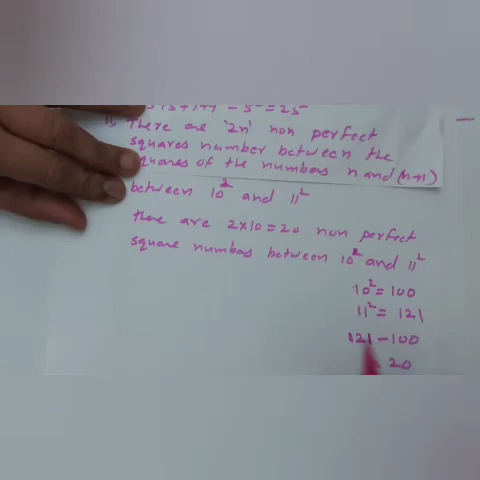 There are '2n' non perfect
squares number between the
squares of the numbers n and (n+1)
between 10² and 11²
there are 2×10=20 non perfect
square numbers between 10² and 11²
10² = 100
11² = 121
121 - 100
= 20